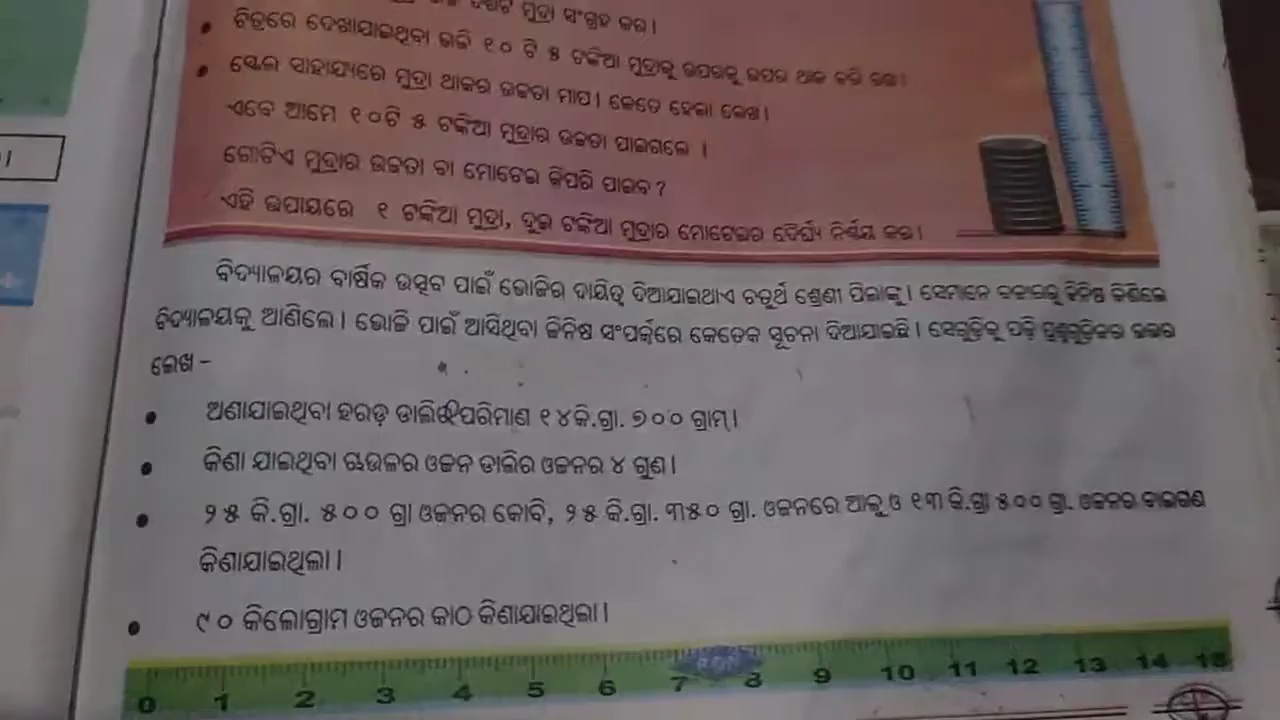 ମୁଦ୍ରା ସଂଗ୍ରହ କର।
• ଚିତ୍ରରେ ଦେଖାଯାଇଥିବା ଭଳି ୧୦ ଟି ୫ ଟଙ୍କିଆ ମୁଦ୍ରାକୁ ଉପରକୁ ଉପର ଥାକ କରି ରଖ।
• ସ୍କେଲ ସାହାଯ୍ୟରେ ମୁଦ୍ରା ଥାକର ଉଚ୍ଚତା ମାପ। କେତେ ହେଲା ଲେଖ।
ଏବେ ଆମେ ୧୦ଟି ୫ ଟଙ୍କିଆ ମୁଦ୍ରାର ଉଚ୍ଚତା ପାଇଗଲେ ।
ଗୋଟିଏ ମୁଦ୍ରାର ଉଚ୍ଚତା ବା ମୋଟେଇ କିପରି ପାଇବ?
ଏହି ଉପାୟରେ ୧ ଟଙ୍କିଆ ମୁଦ୍ରା, ଦୁଇ ଟଙ୍କିଆ ମୁଦ୍ରାର ମୋଟେଇର ଦୈର୍ଘ୍ୟ ନିର୍ଣ୍ଣୟ କର।
ବିଦ୍ୟାଳୟର ବାର୍ଷିକ ଉତ୍ସବ ପାଇଁ ଭୋଜିର ଦାୟିତ୍ୱ ଦିଆଯାଇଥାଏ ଚତୁର୍ଥ ଶ୍ରେଣୀ ପିଲାଙ୍କୁ। ସେମାନେ ବଜାରରୁ ଜିନିଷ କିଣିଲେ
ବିଦ୍ୟାଳୟକୁ ଆଣିଲେ। ଭୋଜି ପାଇଁ ଆସିଥିବା ଜିନିଷ ସଂପର୍କରେ କେତେକ ସୂଚନା ଦିଆଯାଇଛି। ସେଗୁଡ଼ିକୁ ପଢ଼ି ପ୍ରଶ୍ନଗୁଡ଼ିକର ଉତ୍ତର
ଲେଖ –
• ଅଣାଯାଇଥିବା ହରଡ଼ ଡାଲିର ପରିମାଣ ୧୪କି.ଗ୍ରା. ୭୦୦ ଗ୍ରାମ୍।
• କିଣା ଯାଇଥିବା ଚାଉଳର ଓଜନ ଡାଲିର ଓଜନର ୪ ଗୁଣ।
• ୨୫ କି.ଗ୍ରା. ୫୦୦ ଗ୍ରା ଓଜନର କୋବି, ୨୫ କି.ଗ୍ରା. ୩୫୦ ଗ୍ରା. ଓଜନରେ ଆଳୁ ଓ ୧୩ କି.ଗ୍ରା ୫୦୦ ଗ୍ରା. ଓଜନର ବାଇଗଣ
କିଣାଯାଇଥିଲା।
• ୯୦ କିଲୋଗ୍ରାମ ଓଜନର କାଠ କିଣାଯାଇଥିଲା।
0 1 2 3 4 5 6 7 8 9 10 11 12 13 14 15